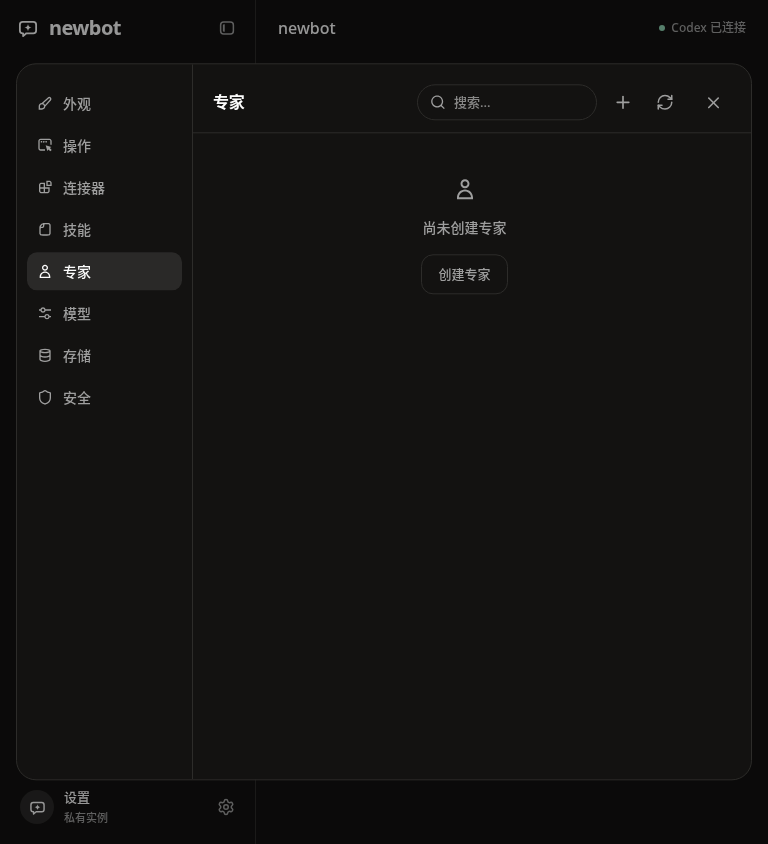 newbot
newbot
Codex 已连接
外观
操作
连接器
技能
专家
模型
存储
安全
专家
搜索...
尚未创建专家
创建专家
设置
私有实例